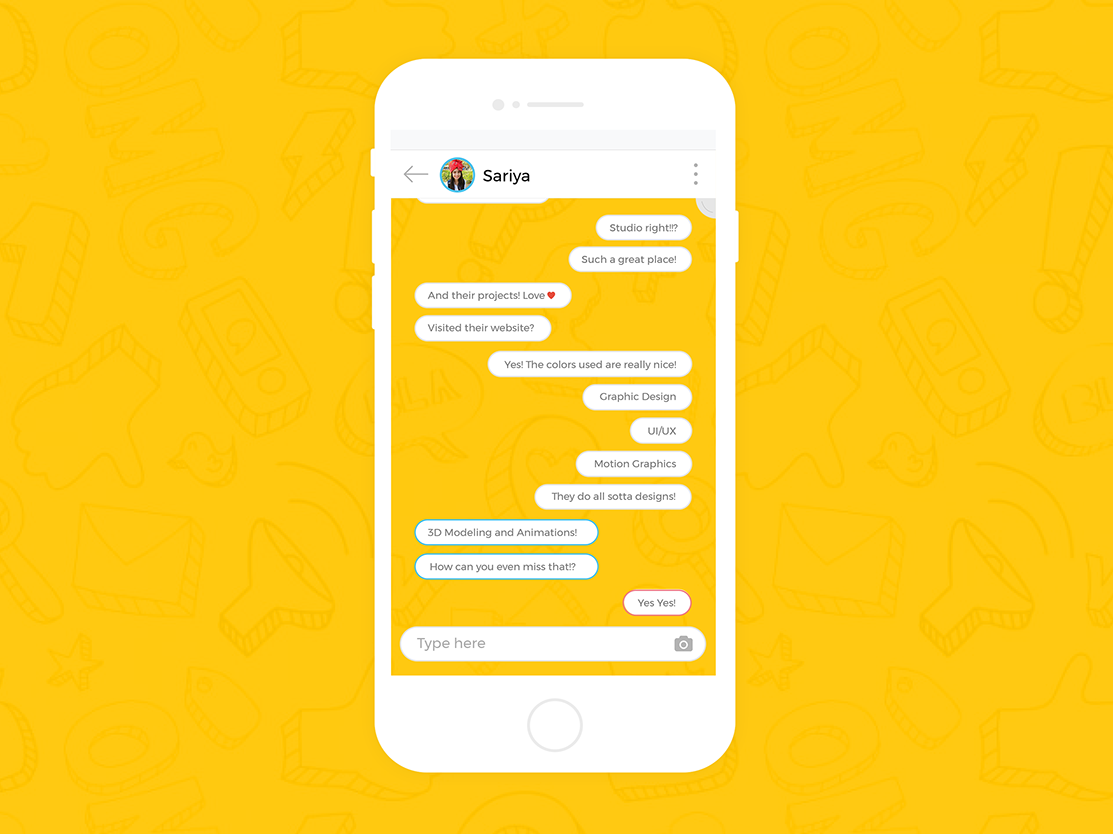 Sariya
Studio right!!?
Such a great place!
And their projects! Love ♥
Visited their website?
Yes! The colors used are really nice!
Graphic Design
UI/UX
Motion Graphics
They do all sotta designs!
3D Modeling and Animations!
How can you even miss that!?
Yes Yes!
Type here